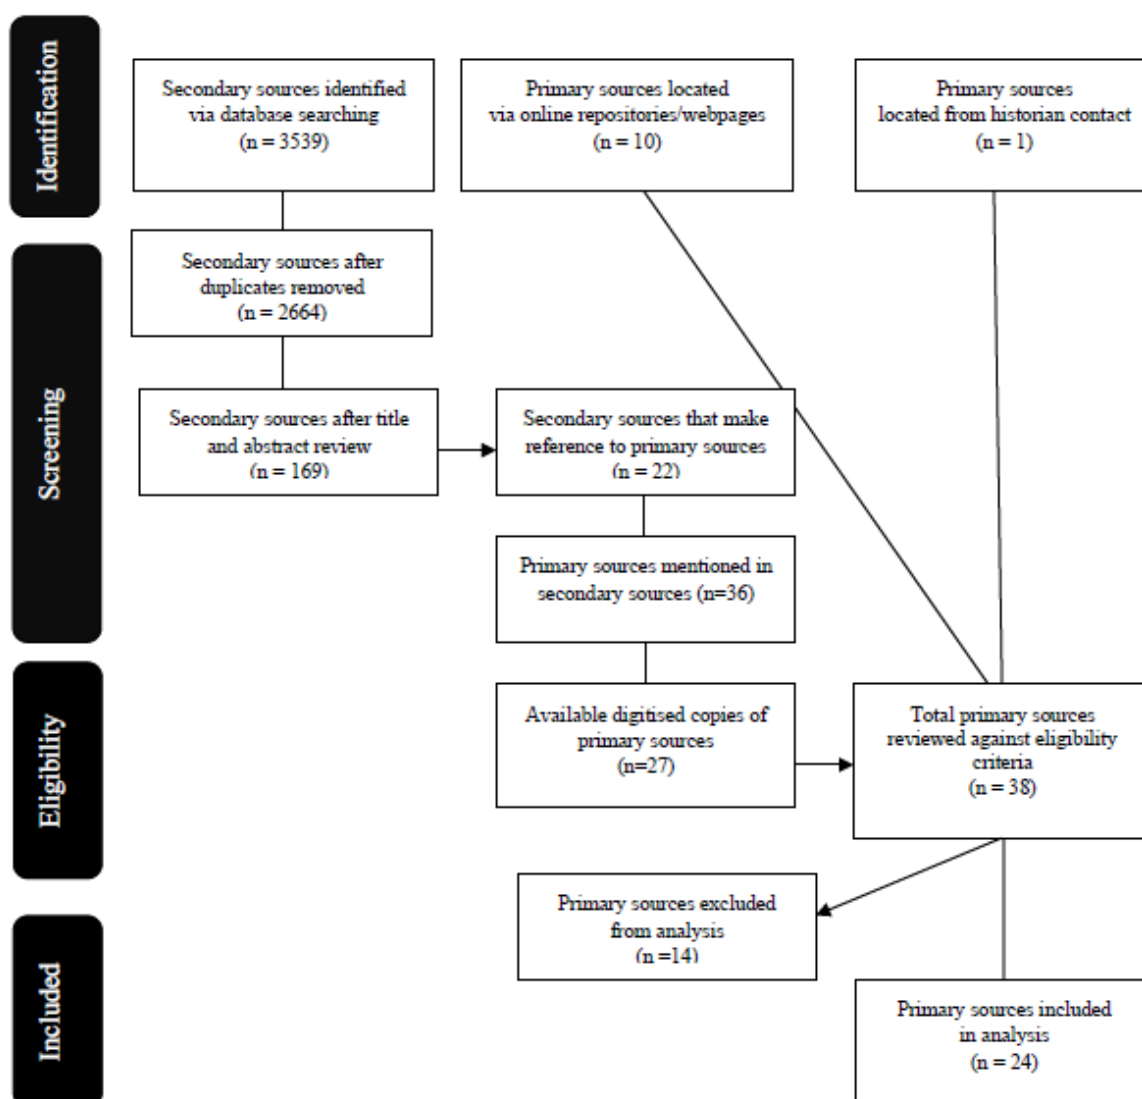 Identification
Secondary sources identified
via database searching
(n = 3539)
Primary sources located
via online repositories/webpages
(n = 10)
Primary sources
located from historian contact
(n = 1)
Screening
Secondary sources after
duplicates removed
(n = 2664)
Secondary sources after title
and abstract review
(n = 169)
Secondary sources that make
reference to primary sources
(n = 22)
Primary sources mentioned in
secondary sources (n=36)
Eligibility
Available digitised copies of
primary sources
(n=27)
Total primary sources
reviewed against eligibility
criteria
(n = 38)
Primary sources excluded
from analysis
(n =14)
Included
Primary sources included
in analysis
(n = 24)